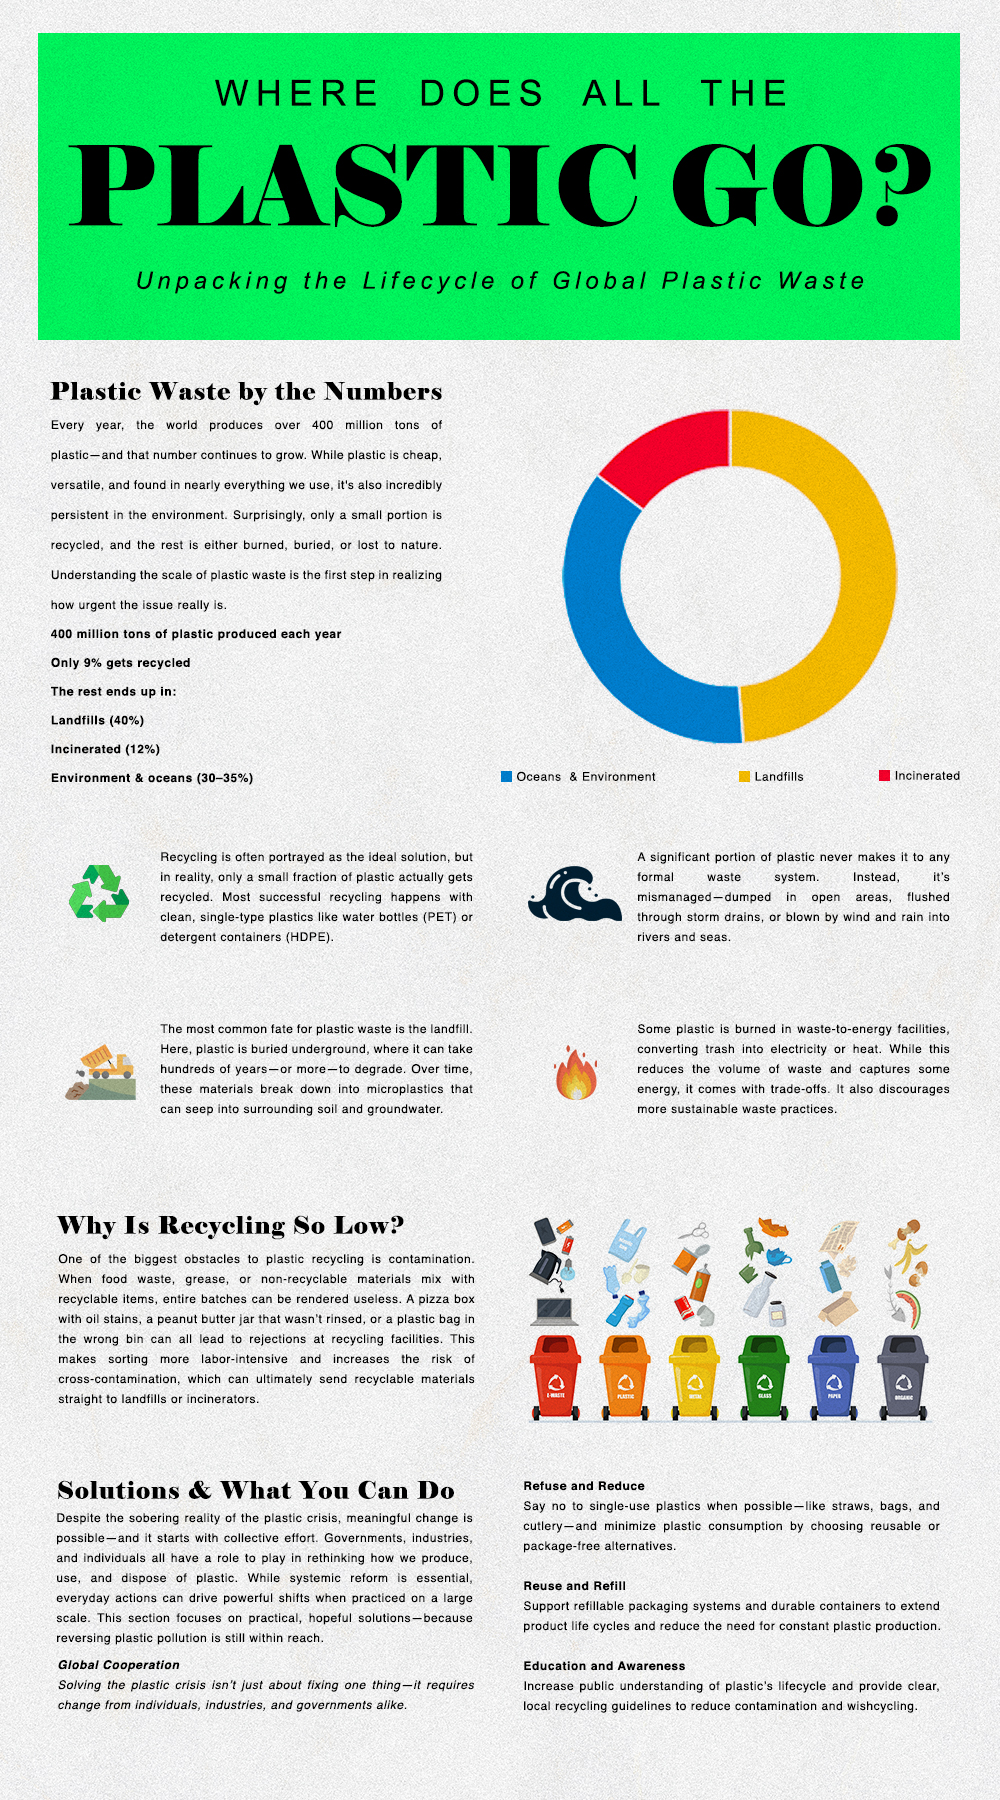 WHERE DOES ALL THE
PLASTIC GO?
Unpacking the Lifecycle of Global Plastic Waste
Plastic Waste by the Numbers
Every year, the world produces over 400 million tons of
plastic—and that number continues to grow. While plastic is cheap,
versatile, and found in nearly everything we use, it's also incredibly
persistent in the environment. Surprisingly, only a small portion is
recycled, and the rest is either burned, buried, or lost to nature.
Understanding the scale of plastic waste is the first step in realizing
how urgent the issue really is.
400 million tons of plastic produced each year
Only 9% gets recycled
The rest ends up in:
Landfills (40%)
Incinerated (12%)
Environment & oceans (30–35%)
Oceans & Environment
Landfills
Incinerated
Recycling is often portrayed as the ideal solution, but
in reality, only a small fraction of plastic actually gets
recycled. Most successful recycling happens with
clean, single-type plastics like water bottles (PET) or
detergent containers (HDPE).
A significant portion of plastic never makes it to any
formal waste system. Instead, it's
mismanaged—dumped in open areas, flushed
through storm drains, or blown by wind and rain into
rivers and seas.
The most common fate for plastic waste is the landfill.
Here, plastic is buried underground, where it can take
hundreds of years—or more—to degrade. Over time,
these materials break down into microplastics that
can seep into surrounding soil and groundwater.
Some plastic is burned in waste-to-energy facilities,
converting trash into electricity or heat. While this
reduces the volume of waste and captures some
energy, it comes with trade-offs. It also discourages
more sustainable waste practices.
Why Is Recycling So Low?
One of the biggest obstacles to plastic recycling is contamination.
When food waste, grease, or non-recyclable materials mix with
recyclable items, entire batches can be rendered useless. A pizza box
with oil stains, a peanut butter jar that wasn't rinsed, or a plastic bag in
the wrong bin can all lead to rejections at recycling facilities. This
makes sorting more labor-intensive and increases the risk of
cross-contamination, which can ultimately send recyclable materials
straight to landfills or incinerators.
E-WASTE
PLASTIC
METAL
GLASS
PAPER
ORGANIC
Solutions & What You Can Do
Despite the sobering reality of the plastic crisis, meaningful change is
possible—and it starts with collective effort. Governments, industries,
and individuals all have a role to play in rethinking how we produce,
use, and dispose of plastic. While systemic reform is essential,
everyday actions can drive powerful shifts when practiced on a large
scale. This section focuses on practical, hopeful solutions—because
reversing plastic pollution is still within reach.
Global Cooperation
Solving the plastic crisis isn't just about fixing one thing—it requires
change from individuals, industries, and governments alike.
Refuse and Reduce
Say no to single-use plastics when possible—like straws, bags, and
cutlery—and minimize plastic consumption by choosing reusable or
package-free alternatives.
Reuse and Refill
Support refillable packaging systems and durable containers to extend
product life cycles and reduce the need for constant plastic production.
Education and Awareness
Increase public understanding of plastic's lifecycle and provide clear,
local recycling guidelines to reduce contamination and wishcycling.